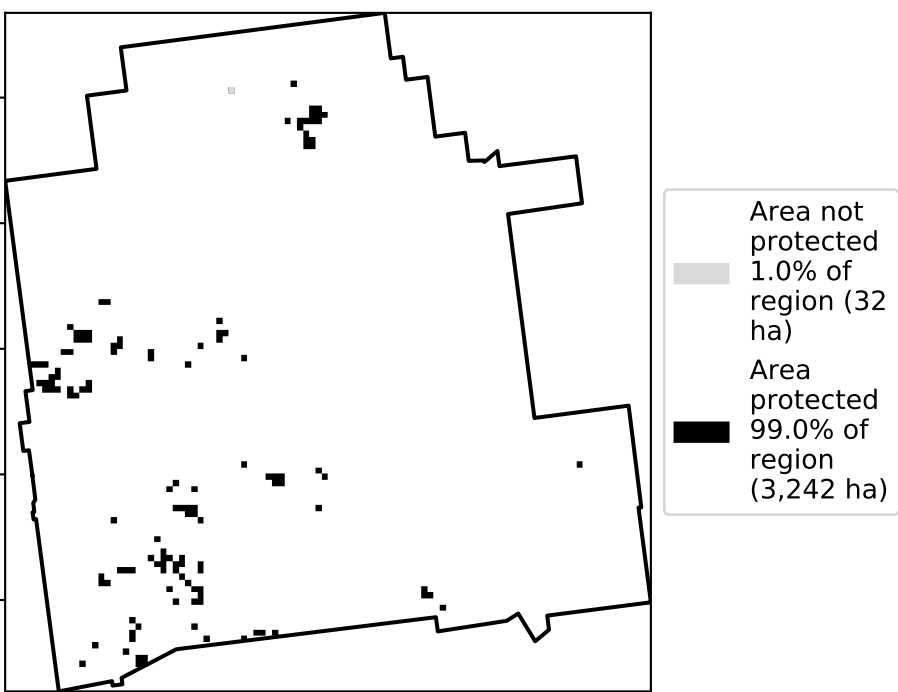 Area not
protected
1.0% of
region (32
ha)
Area
protected
99.0% of
region
(3,242 ha)